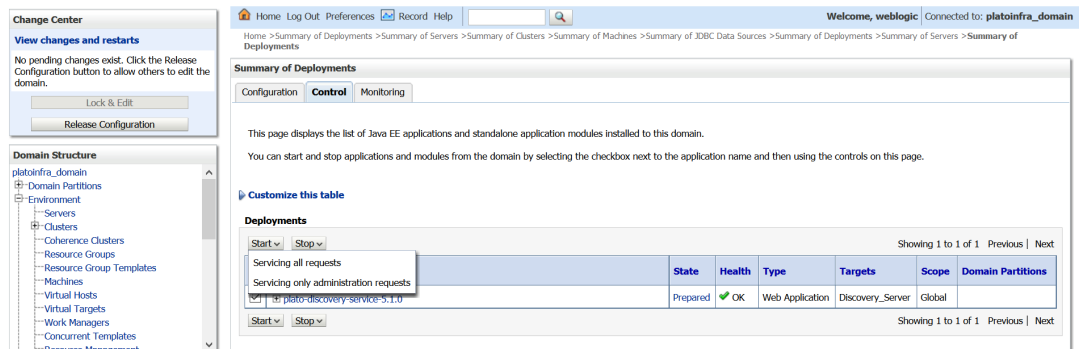 Change Center
View changes and restarts
No pending changes exist. Click the Release
Configuration button to allow others to edit the
domain.
Lock & Edit
Release Configuration
Domain Structure
platoinfra_domain
Domain Partitions
Environment
Servers
Clusters
Coherence Clusters
Resource Groups
Resource Group Templates
Machines
Virtual Hosts
Virtual Targets
Work Managers
Concurrent Templates
Resource Management
Home Log Out Preferences Record Help
Welcome, weblogic Connected to: platoinfra_domain
Home >Summary of Deployments >Summary of Servers >Summary of Clusters >Summary of Machines >Summary of JDBC Data Sources >Summary of Deployments >Summary of Servers >Summary of
Deployments
Summary of Deployments
Configuration Control Monitoring
This page displays the list of Java EE applications and standalone application modules installed to this domain.
You can start and stop applications and modules from the domain by selecting the checkbox next to the application name and then using the controls on this page.
Customize this table
Deployments
Start Stop Showing 1 to 1 of 1 Previous | Next
Servicing all requests
Servicing only administration requests
State Health Type Targets Scope Domain Partitions
plato-discovery-service-5.1.0 Prepared OK Web Application Discovery_Server Global
Start Stop Showing 1 to 1 of 1 Previous | Next